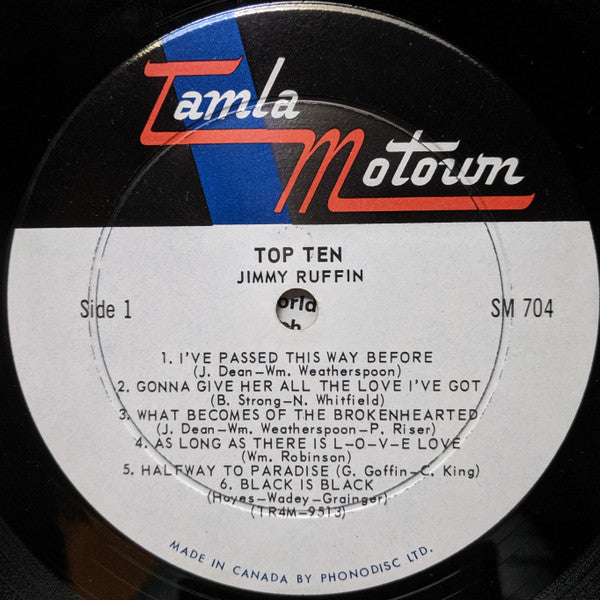 Tamla
Motown
TOP TEN
JIMMY RUFFIN
Side 1
SM 704
orld
1. I'VE PASSED THIS WAY BEFORE
(J. Dean-Wm. Weatherspoon)
2. GONNA GIVE HER ALL THE LOVE I'VE GOT
(B. Strong-N. Whitfield)
3. WHAT BECOMES OF THE BROKENHEARTED
(J. Dean-Wm. Weatherspoon-P. Riser)
4. AS LONG AS THERE IS L-O-V-E LOVE
(Wm. Robinson)
5. HALFWAY TO PARADISE (G. Goffin-C. King)
6. BLACK IS BLACK
(Hayes-Wadey-Grainger)
(TR4M-9513)
MADE IN CANADA BY PHONODISC LTD.